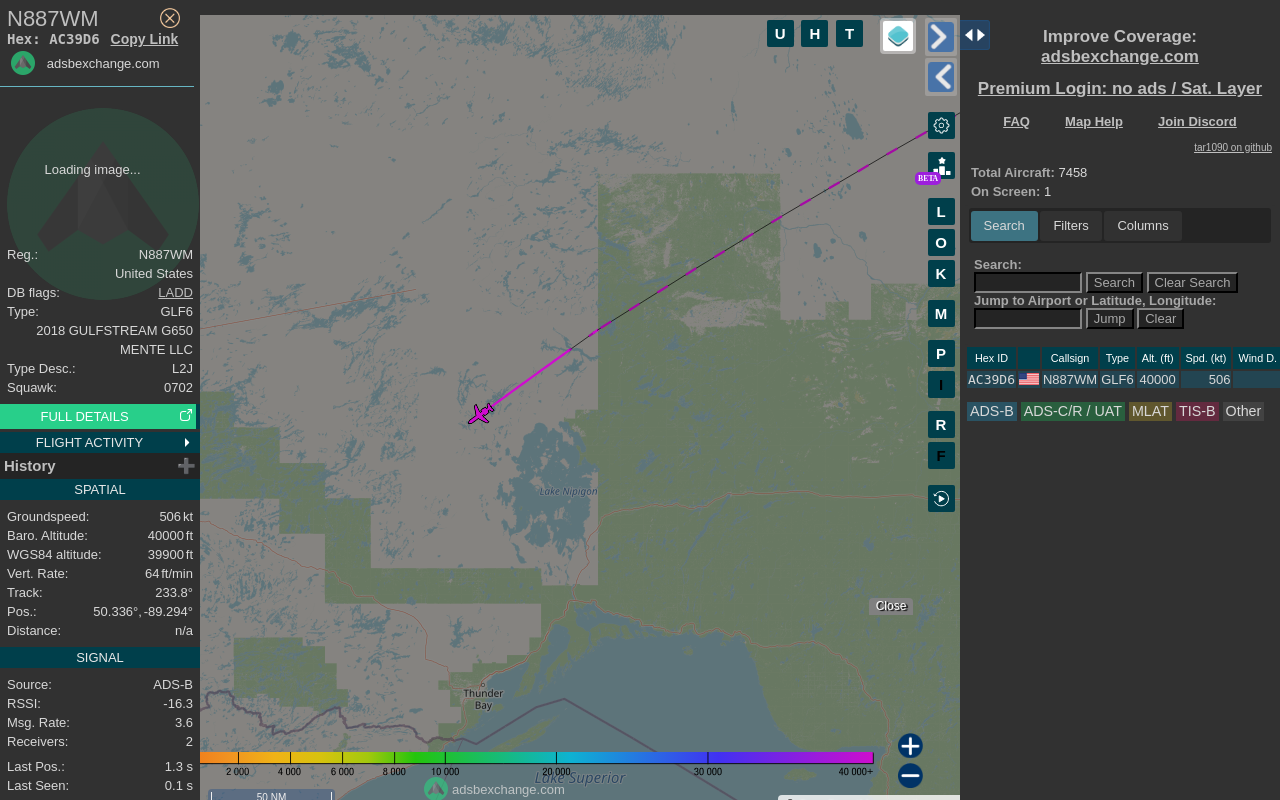 N887WM
Hex: AC39D6 Copy Link
adsbexchange.com
Loading image...
Reg.: N887WM
United States
DB flags: LADD
Type: GLF6
2018 GULFSTREAM G650
MENTE LLC
Type Desc.: L2J
Squawk: 0702
FULL DETAILS
FLIGHT ACTIVITY
History
SPATIAL
Groundspeed: 506 kt
Baro. Altitude: 40000 ft
WGS84 altitude: 39900 ft
Vert. Rate: 64 ft/min
Track: 233.8°
Pos.: 50.336°, -89.294°
Distance: n/a
SIGNAL
Source: ADS-B
RSSI: -16.3
Msg. Rate: 3.6
Receivers: 2
Last Pos.: 1.3 s
Last Seen: 0.1 s
U H T
BETA
L
O
K
M
P
I
R
F
Lake Nipigon
Close
Thunder
Bay
2 000 4 000 6 000 8 000 10 000 20 000 30 000 40 000+
Lake Superior
adsbexchange.com
50 NM
Improve Coverage:
adsbexchange.com
Premium Login: no ads / Sat. Layer
FAQ Map Help Join Discord
tar1090 on github
Total Aircraft: 7458
On Screen: 1
Search Filters Columns
Search:
Search Clear Search
Jump to Airport or Latitude, Longitude:
Jump Clear
Hex ID Callsign Type Alt. (ft) Spd. (kt) Wind D.
AC39D6 N887WM GLF6 40000 506
ADS-B ADS-C/R / UAT MLAT TIS-B Other